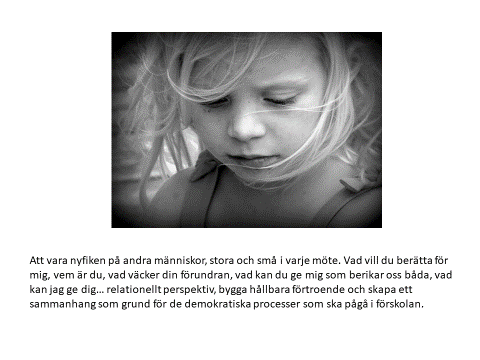 Att vara nyfiken på andra människor, stora och små i varje möte. Vad vill du berätta för
mig, vem är du, vad väcker din förundran, vad kan du ge mig som berikar oss båda, vad
kan jag ge dig… relationellt perspektiv, bygga hållbara förtroende och skapa ett
sammanhang som grund för de demokratiska processer som ska pågå i förskolan.